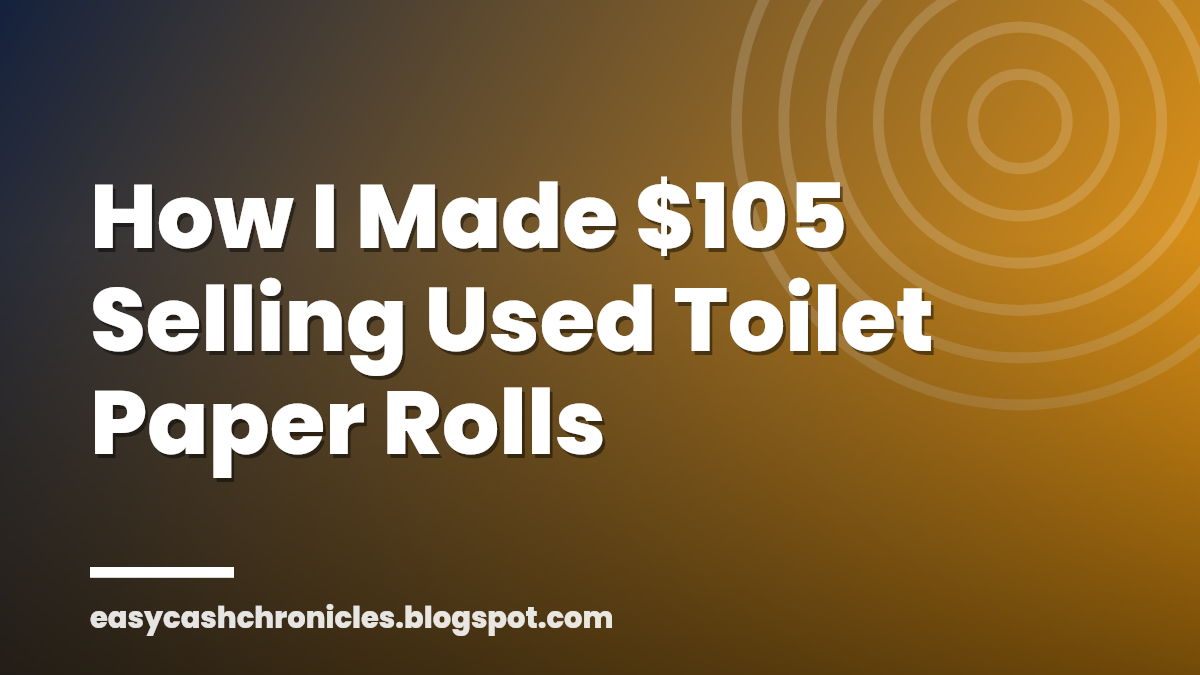 How I Made $105
Selling Used Toilet
Paper Rolls
easycashchronicles.blogspot.com